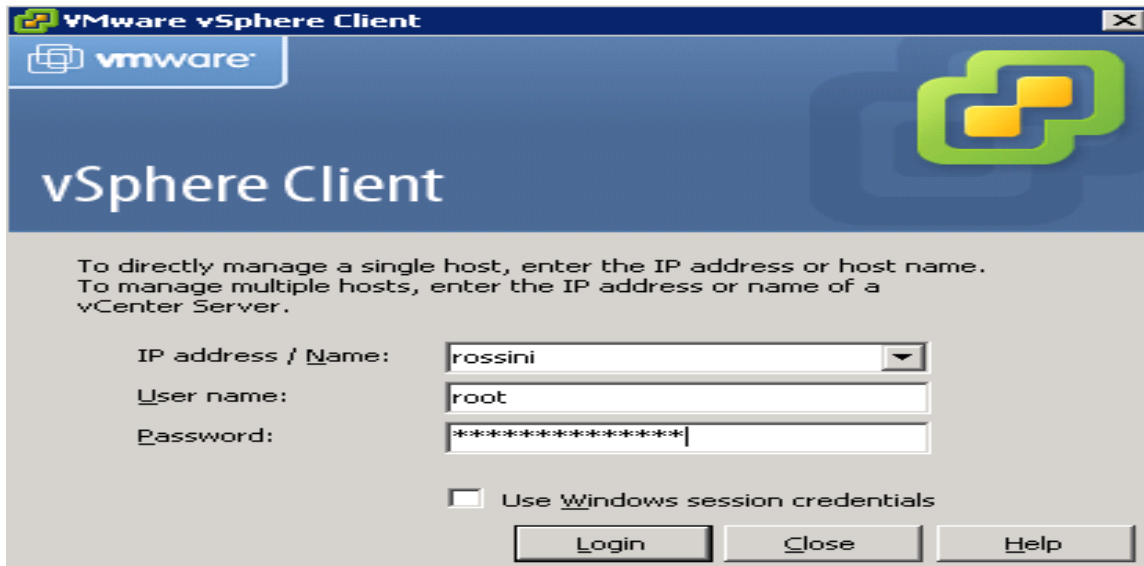 VMware vSphere Client
vmware
vSphere Client
To directly manage a single host, enter the IP address or host name.
To manage multiple hosts, enter the IP address or name of a
vCenter Server.
IP address / Name:
rossini
User name:
root
Password:
**************
Use Windows session credentials
Login
Close
Help